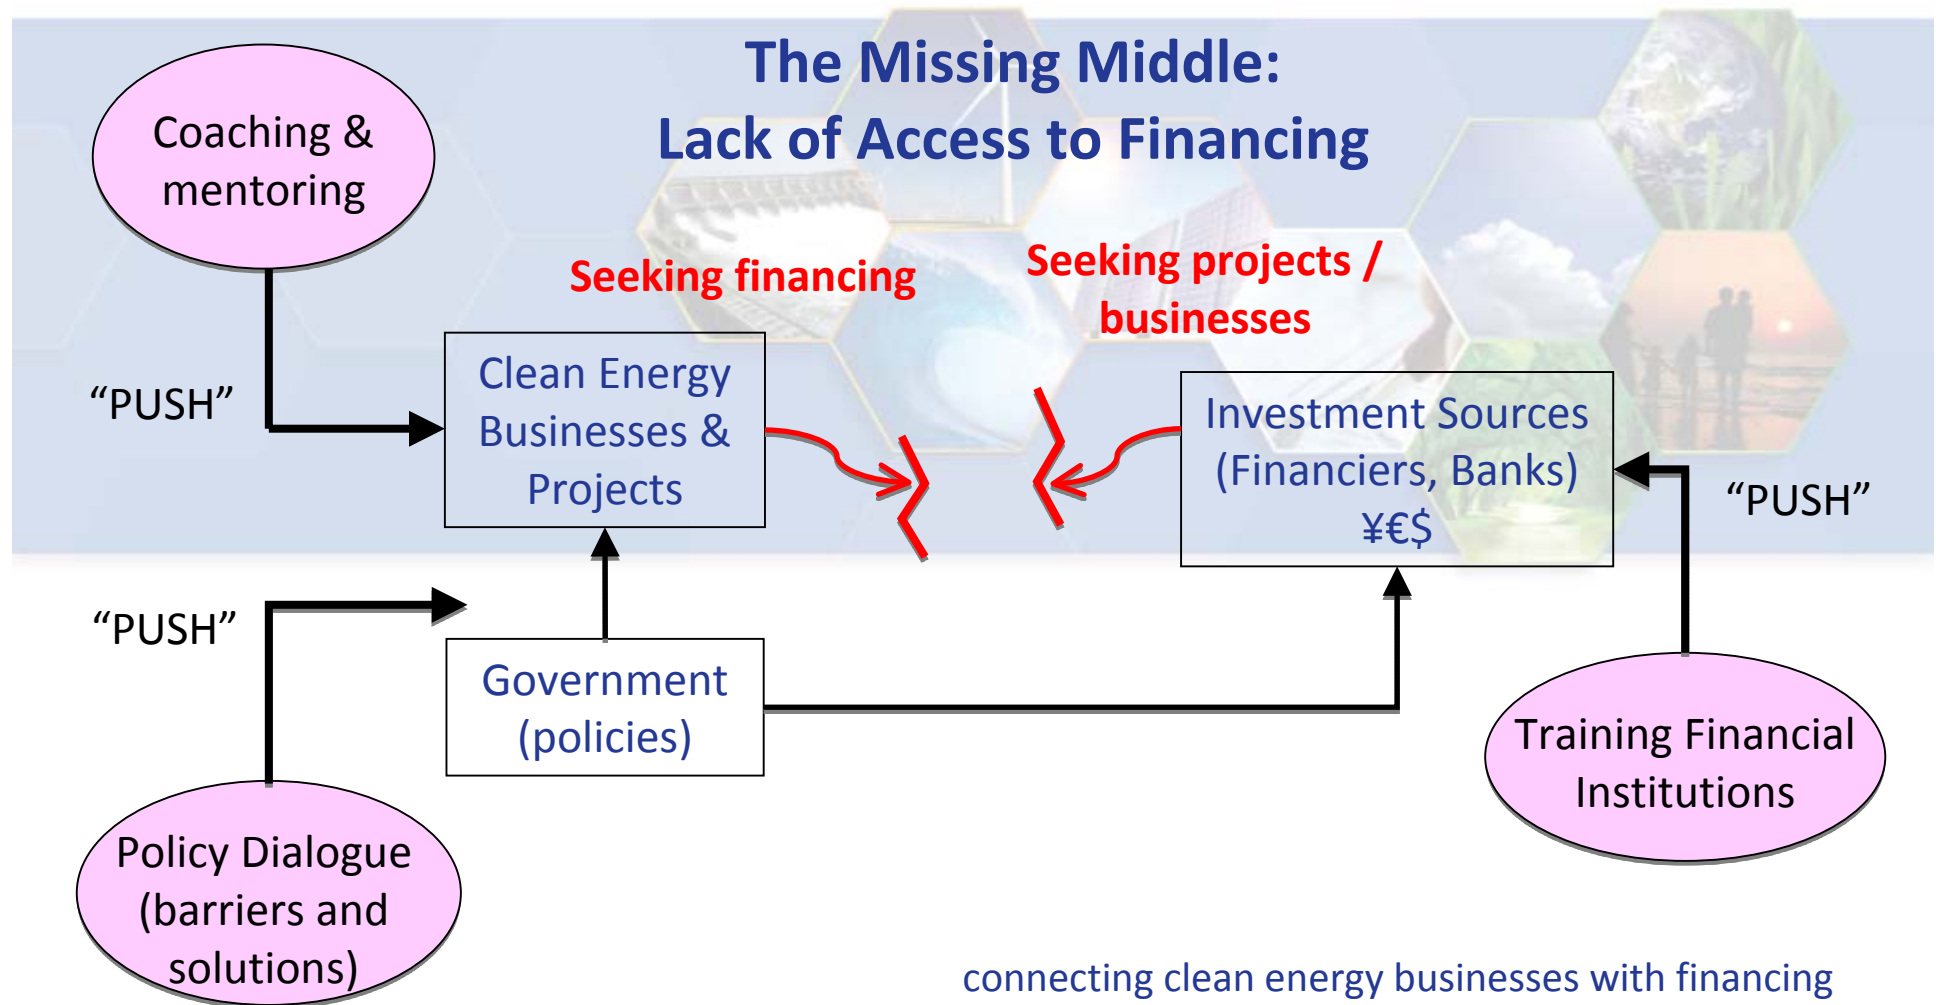 The Missing Middle:
Lack of Access to Financing
Coaching &
mentoring
Seeking financing
Seeking projects /
businesses
“PUSH”
Clean Energy
Businesses &
Projects
Investment Sources
(Financiers, Banks)
¥€$
“PUSH”
“PUSH”
Government
(policies)
Training Financial
Institutions
Policy Dialogue
(barriers and
solutions)
connecting clean energy businesses with financing